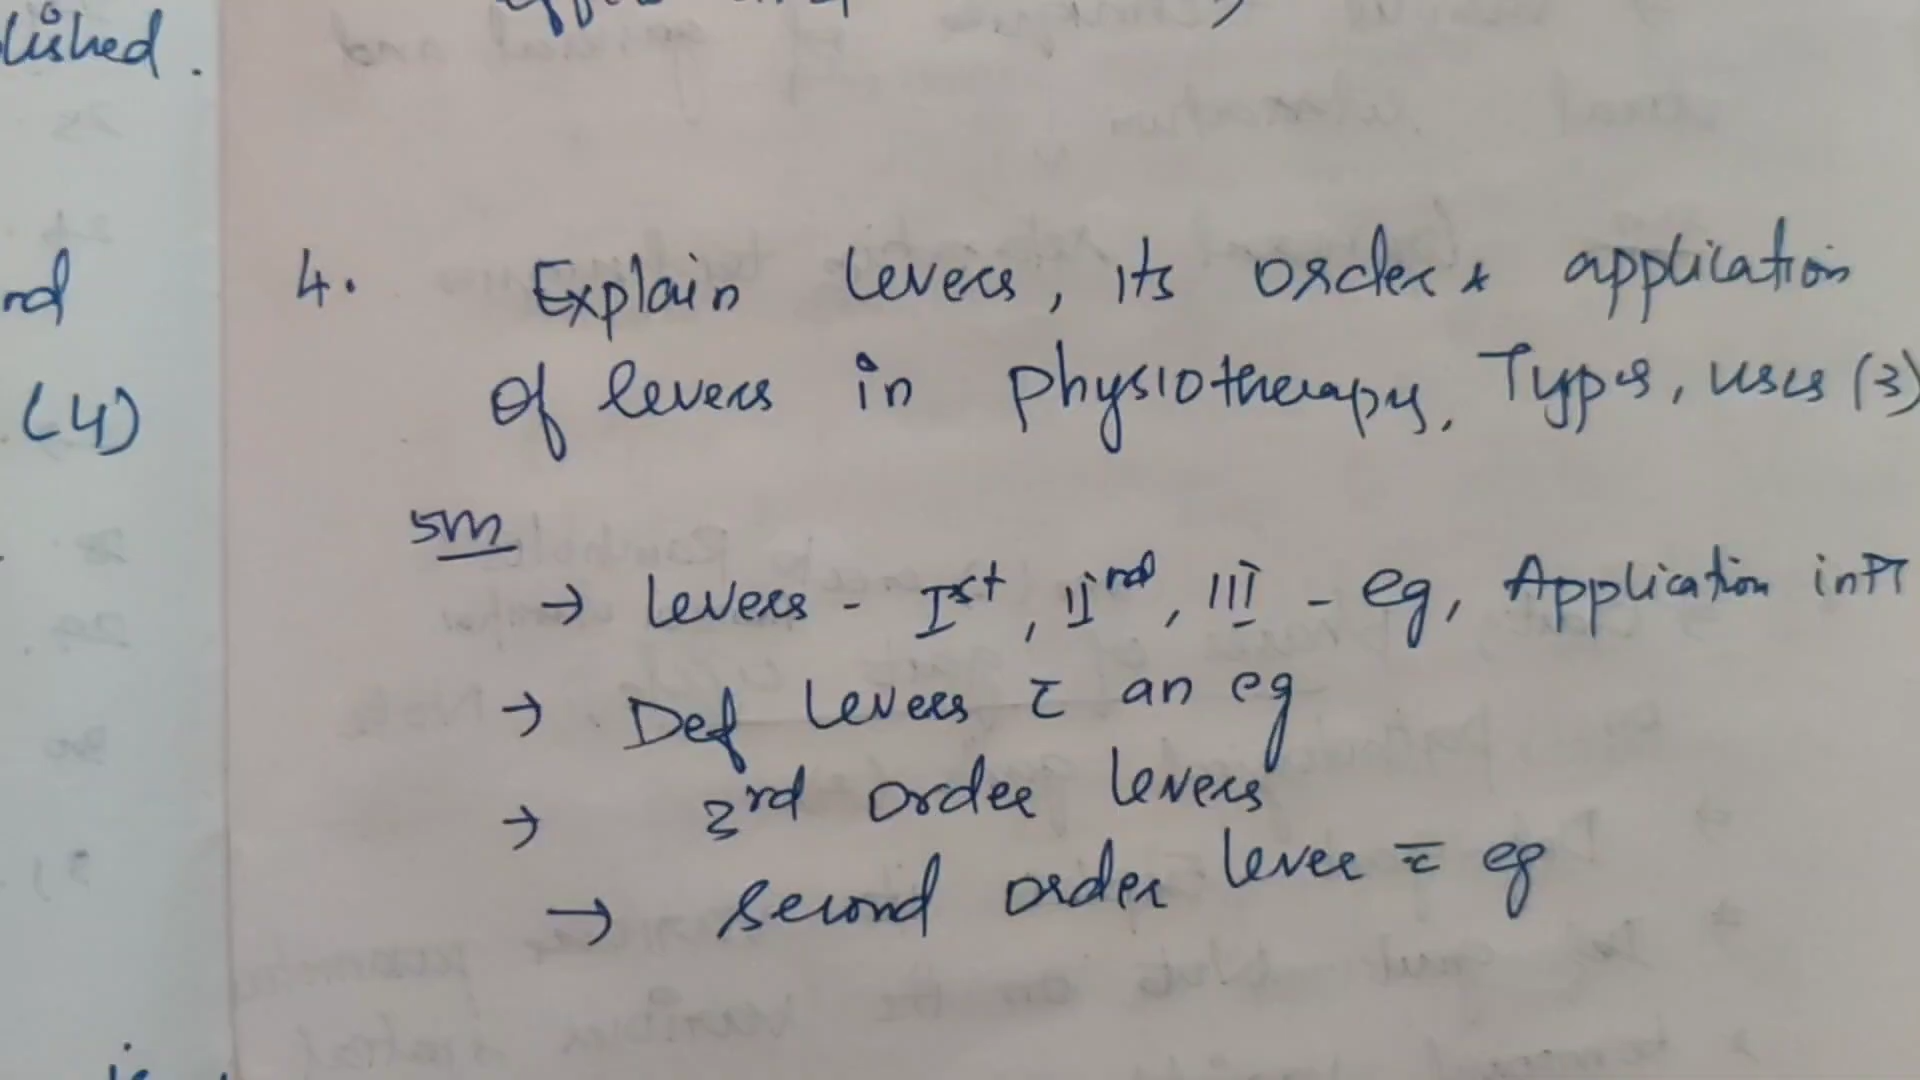 lished.
rd
(4)
4. Explain levers, its order & application
of levers in physiotherapy, Types, uses (3)
5m
→ levers - Ist, IInd, III - eg, Application in PT
→ Def levers c̄ an eg
→ 3rd order levers
→ second order lever c̄ eg